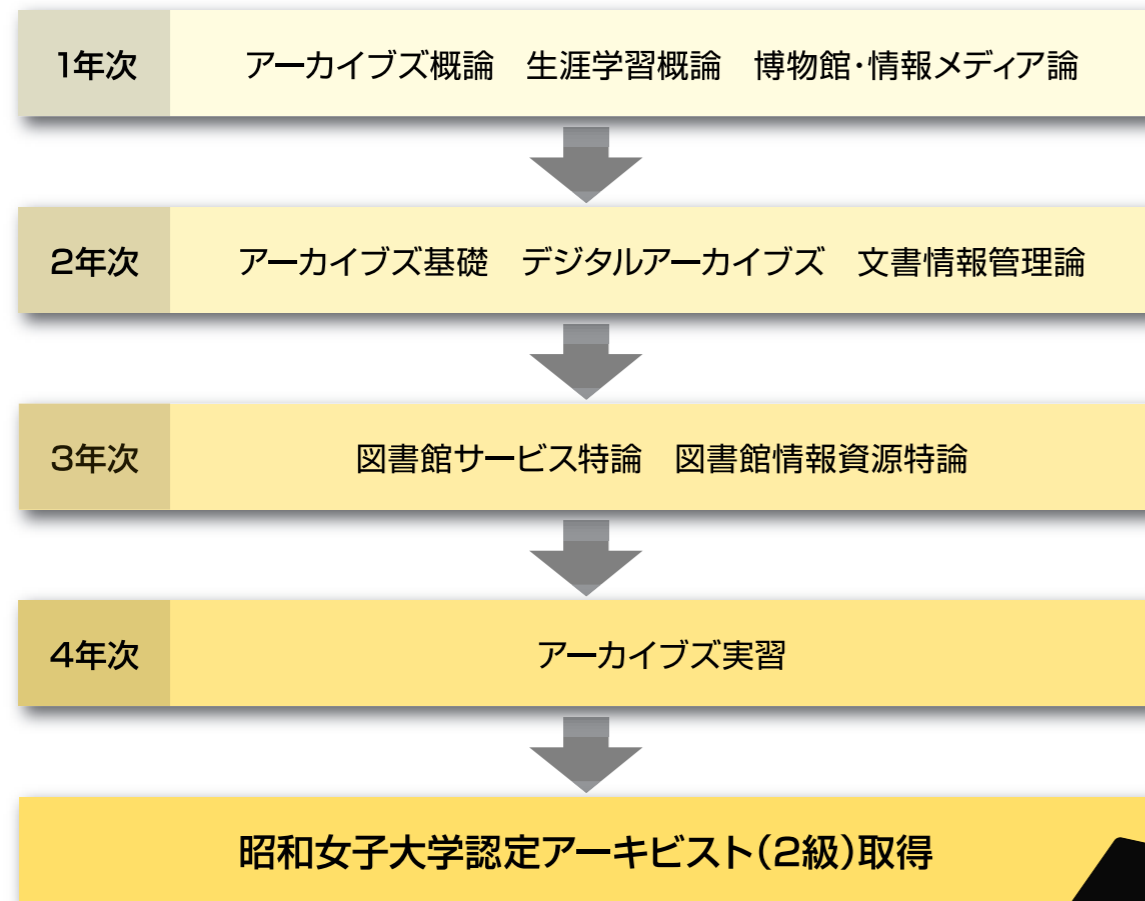 1年次 アーカイブズ概論 生涯学習概論 博物館・情報メディア論
2年次 アーカイブズ基礎 デジタルアーカイブズ 文書情報管理論
3年次 図書館サービス特論 図書館情報資源特論
4年次 アーカイブズ実習
昭和女子大学認定アーキビスト(2級)取得